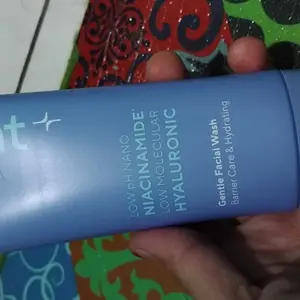 LOW pH NANO
NIACINAMIDE+
LOW MOLECULAR
HYALURONIC
Gentle Facial Wash
Barrier Care & Hydrating